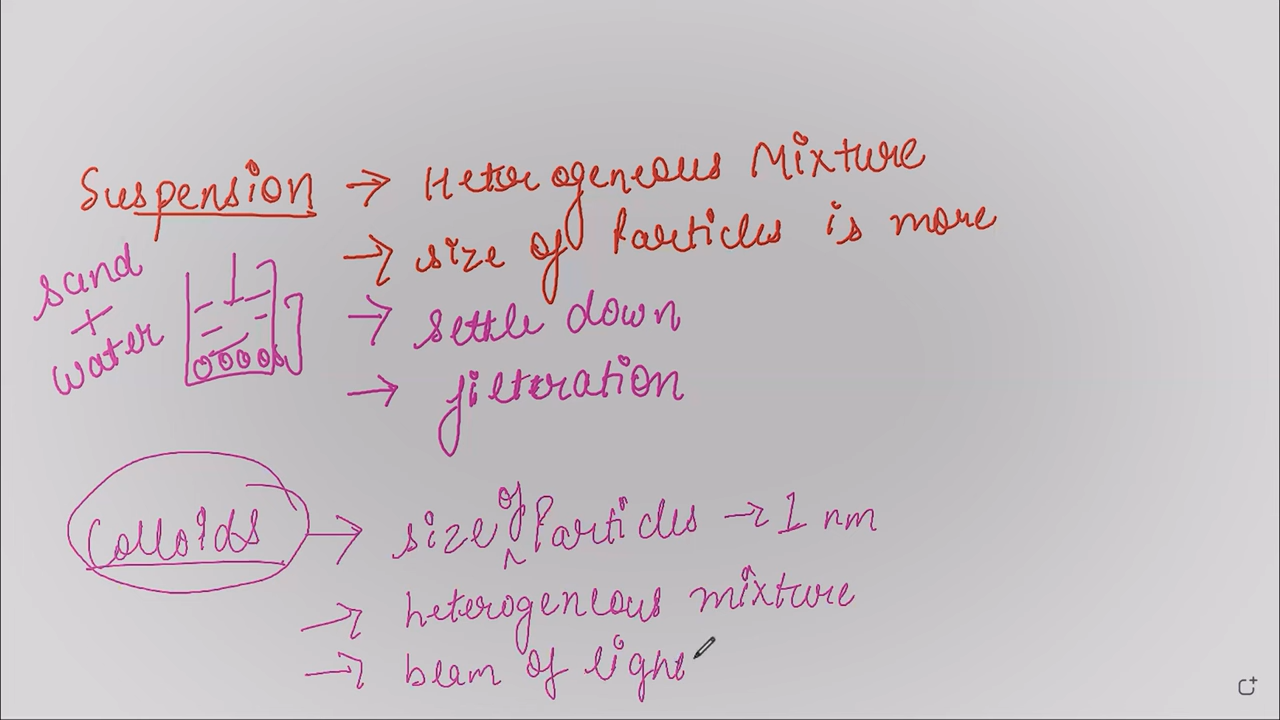 Suspension → Heterogeneous Mixture
→ size of Particles is more
sand + water
→ settle down
→ filteration
Colloids → size of Particles → 1 nm
→ heterogeneous mixture
→ beam of light